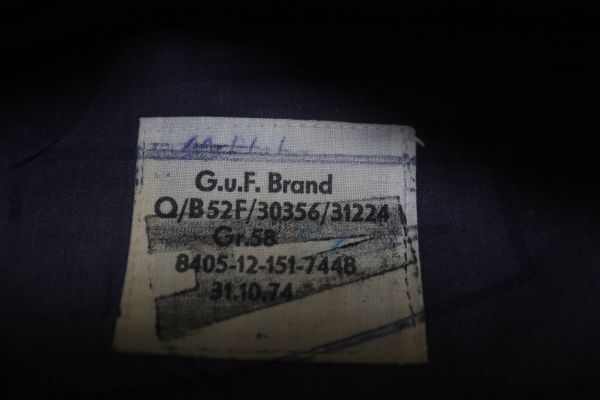 G.u.F. Brand
Q/B52F/30356/31224
Gr.58
8405-12-151-7448
31.10.74